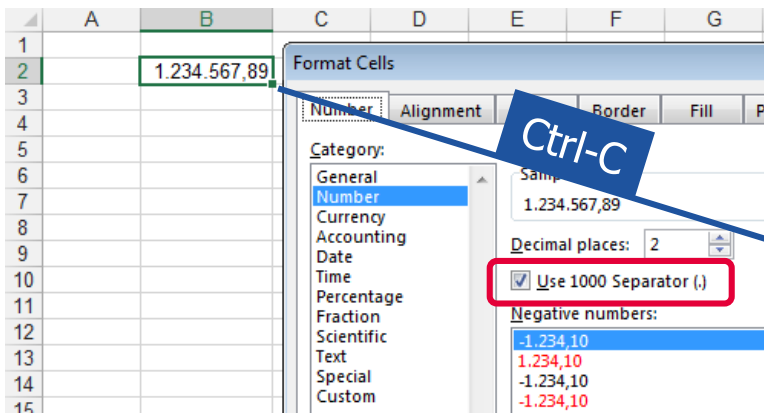 A B C D E F G
1
2 1.234.567,89
3
4
5
6
7
8
9
10
11
12
13
14
15
Format Cells
Number Alignment Border Fill P
Ctrl-C
Category:
General
Number
Currency
Accounting
Date
Time
Percentage
Fraction
Scientific
Text
Special
Custom
Samp
1.234.567,89
Decimal places: 2
Use 1000 Separator (.)
Negative numbers:
-1.234,10
1.234,10
-1.234,10
-1.234,10